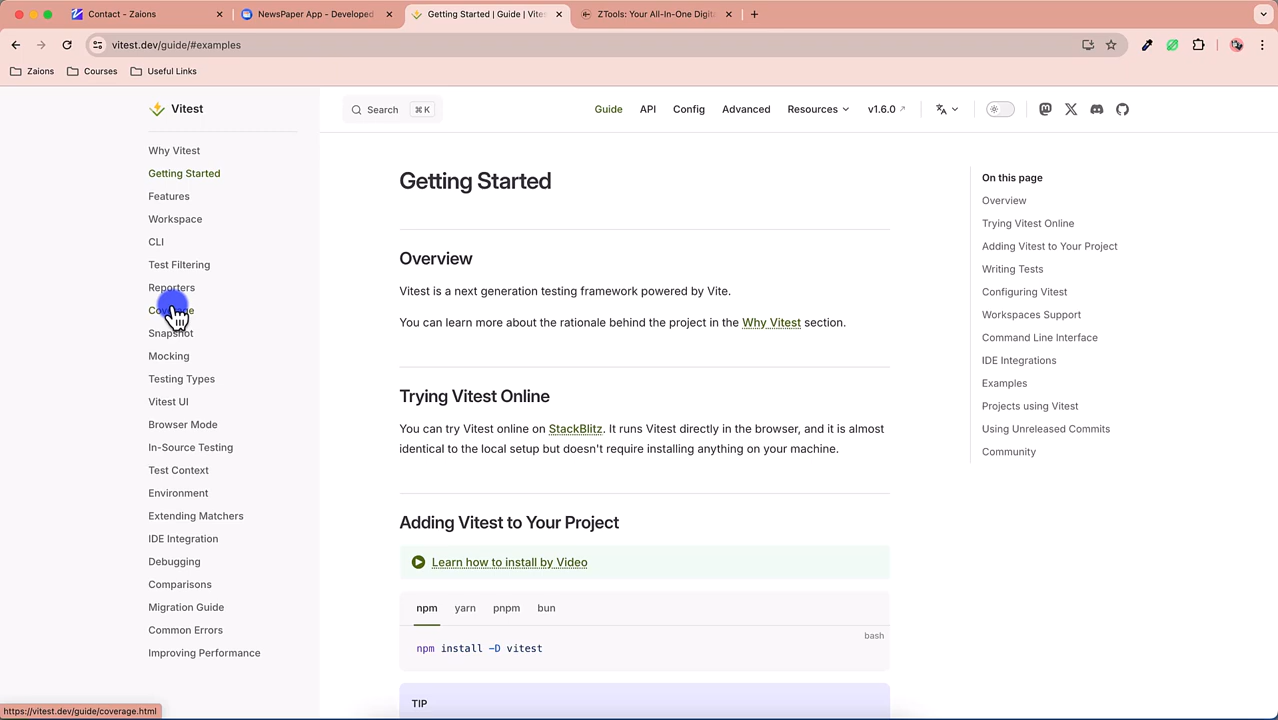 Contact - Zaions
NewsPaper App - Developed
Getting Started | Guide | Vites
ZTools: Your All-In-One Digit
vitest.dev/guide/#examples
Zaions
Courses
Useful Links
Vitest
Search
⌘K
Guide
API
Config
Advanced
Resources
v1.6.0
Why Vitest
Getting Started
Features
Workspace
CLI
Test Filtering
Reporters
Coverage
Snapshot
Mocking
Testing Types
Vitest UI
Browser Mode
In-Source Testing
Test Context
Environment
Extending Matchers
IDE Integration
Debugging
Comparisons
Migration Guide
Common Errors
Improving Performance
Getting Started
Overview
Vitest is a next generation testing framework powered by Vite.
You can learn more about the rationale behind the project in the Why Vitest section.
Trying Vitest Online
You can try Vitest online on StackBlitz. It runs Vitest directly in the browser, and it is almost
identical to the local setup but doesn't require installing anything on your machine.
Adding Vitest to Your Project
Learn how to install by Video
npm
yarn
pnpm
bun
bash
npm install -D vitest
TIP
On this page
Overview
Trying Vitest Online
Adding Vitest to Your Project
Writing Tests
Configuring Vitest
Workspaces Support
Command Line Interface
IDE Integrations
Examples
Projects using Vitest
Using Unreleased Commits
Community
https://vitest.dev/guide/coverage.html